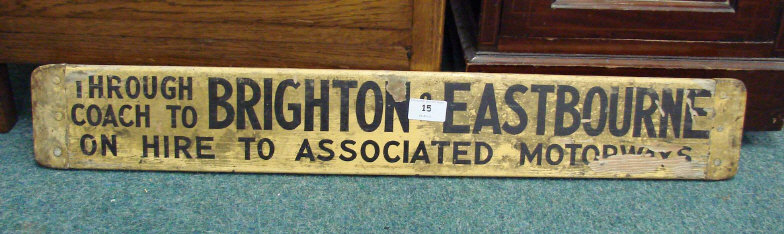 THROUGH
COACH TO BRIGHTON & EASTBOURNE
ON HIRE TO ASSOCIATED MOTORWAYS
15